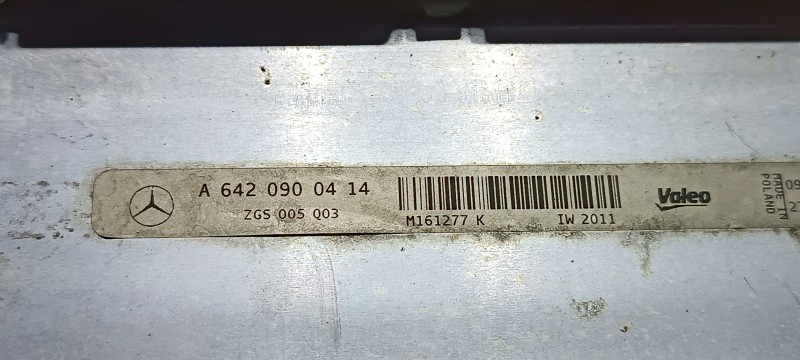 A 642 090 04 14
ZGS 005 Q03
M161277 K
IW 2011
Valeo
MADE IN
POLAND